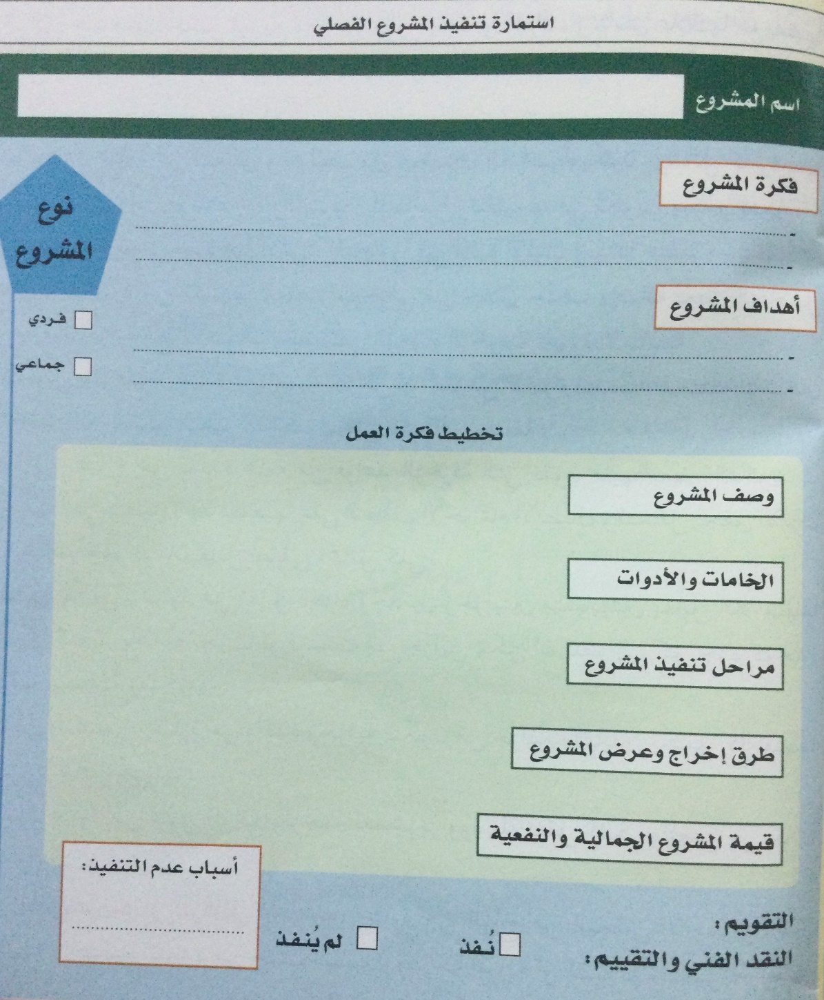 استمارة تنفيذ المشروع الفصلي
اسم المشروع
فكرة المشروع
نوع
المشروع
أهداف المشروع
فردي
جماعي
تخطيط فكرة العمل
وصف المشروع
الخامات والأدوات
مراحل تنفيذ المشروع
طرق إخراج وعرض المشروع
قيمة المشروع الجمالية والنفعية
أسباب عدم التنفيذ:
التقويم:
نُفذ
لم يُنفذ
النقد الفني والتقييم: